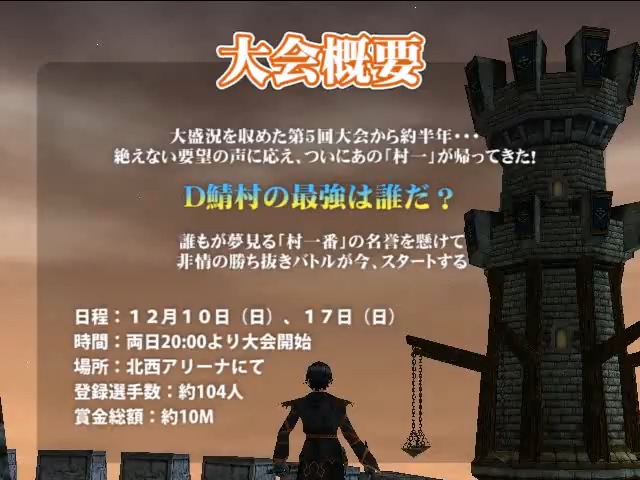 大会概要
大盛況を収めた第5回大会から約半年・・・
絶えない要望の声に応え、ついにあの「村一」が帰ってきた!
D鯖村の最強は誰だ？
誰もが夢見る「村一番」の名誉を懸けて
非情の勝ち抜きバトルが今、スタートする
日程：１２月１０日（日）、１７日（日）
時間：両日20:00より大会開始
場所：北西アリーナにて
登録選手数：約104人
賞金総額：約10M